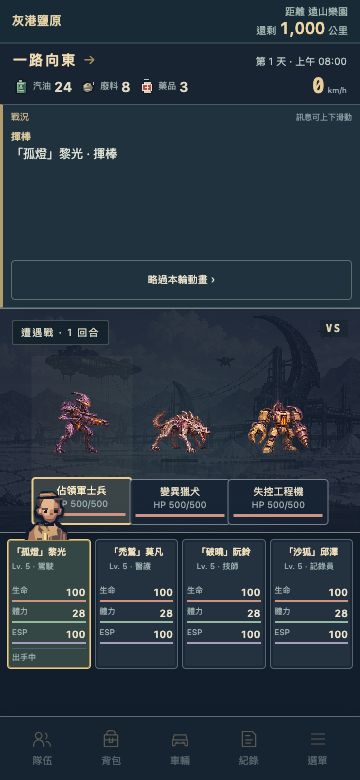 灰港鹽原
距離 遠山樂園
還剩 1,000 公里
一路向東 →
第 1 天 · 上午 08:00
汽油 24 廢料 8 藥品 3
0 km/h
戰況
訊息可上下滑動
揮棒
「孤燈」黎光 · 揮棒
略過本輪動畫 ›
遭遇戰 · 1 回合
VS
佔領軍士兵
HP 500/500
變異獵犬
HP 500/500
失控工程機
HP 500/500
「孤燈」黎光
Lv. 5 · 駕駛
生命 100
體力 28
ESP 100
出手中
「禿鷲」莫凡
Lv. 5 · 醫護
生命 100
體力 28
ESP 100
「破曉」阮鈴
Lv. 5 · 技師
生命 100
體力 28
ESP 100
「沙狐」邱澤
Lv. 5 · 記錄員
生命 100
體力 28
ESP 100
隊伍
背包
車輛
紀錄
選單